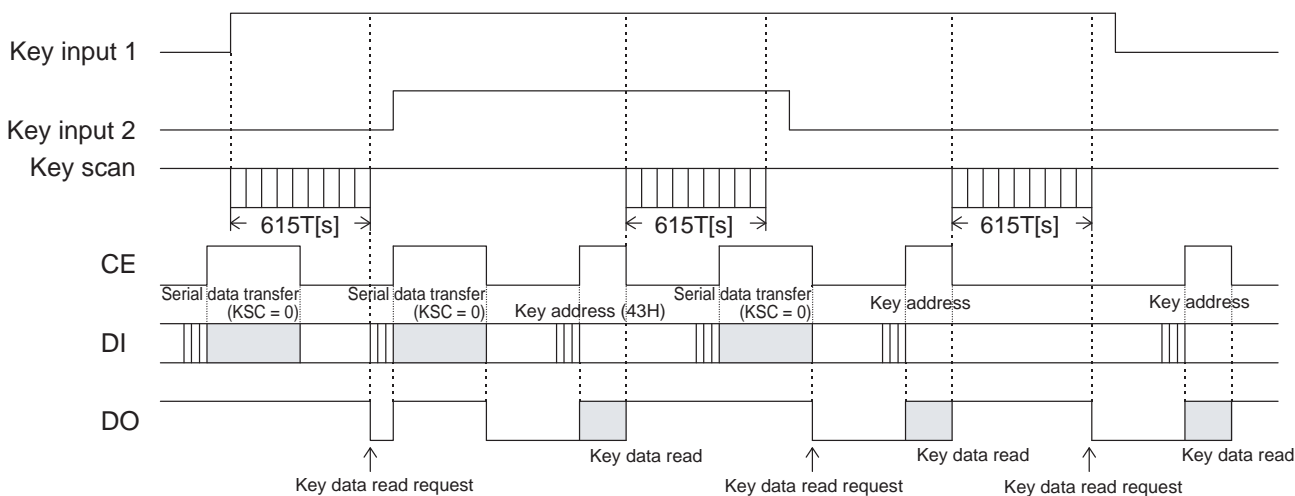 Key input 1
Key input 2
Key scan
615T[s]
615T[s]
615T[s]
CE
Serial data transfer
(KSC = 0)
Serial data transfer
(KSC = 0)
Key address (43H)
Serial data transfer
(KSC = 0)
Key address
Key address
DI
DO
Key data read
Key data read
Key data read
Key data read request
Key data read request
Key data read request